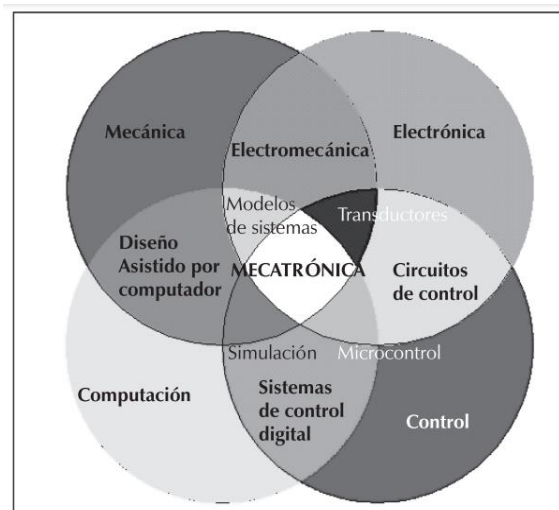 Mecánica
Electrónica
Electromecánica
Modelos
de sistemas
Transductores
Diseño
Asistido por
computador
MECATRÓNICA
Circuitos
de control
Simulación
Microcontrol
Computación
Sistemas
de control
digital
Control